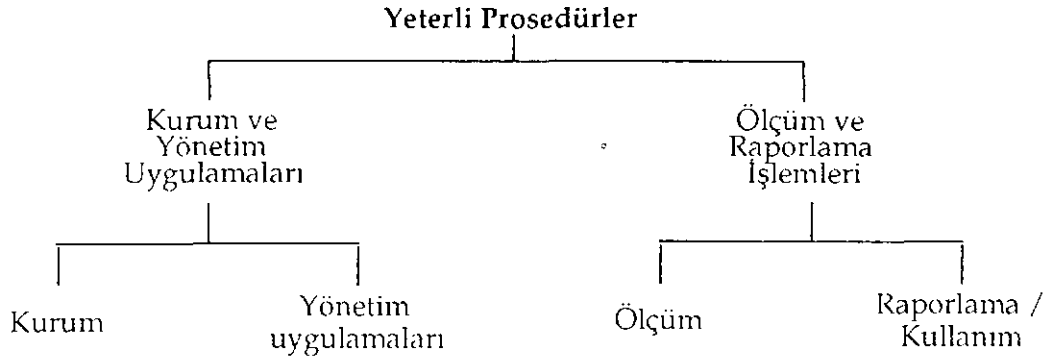 Yeterli Prosedürler
Kurum ve
Yönetim
Uygulamaları
Ölçüm ve
Raporlama
İşlemleri
Kurum
Yönetim
uygulamaları
Ölçüm
Raporlama /
Kullanım